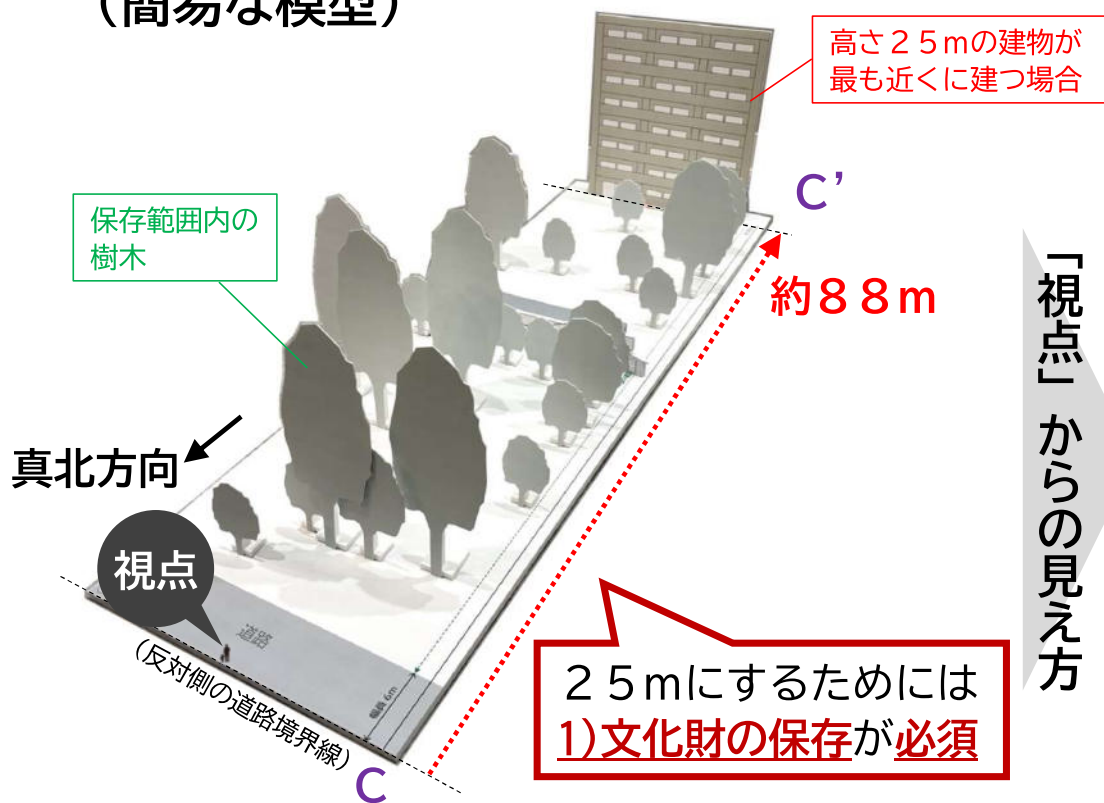 （簡易な模型）
高さ２５ｍの建物が
最も近くに建つ場合
C’
保存範囲内の
樹木
約８８ｍ
「視点」からの見え方
真北方向
視点
道路
幅員 6m
（反対側の道路境界線）
２５ｍにするためには
1)文化財の保存が必須
C